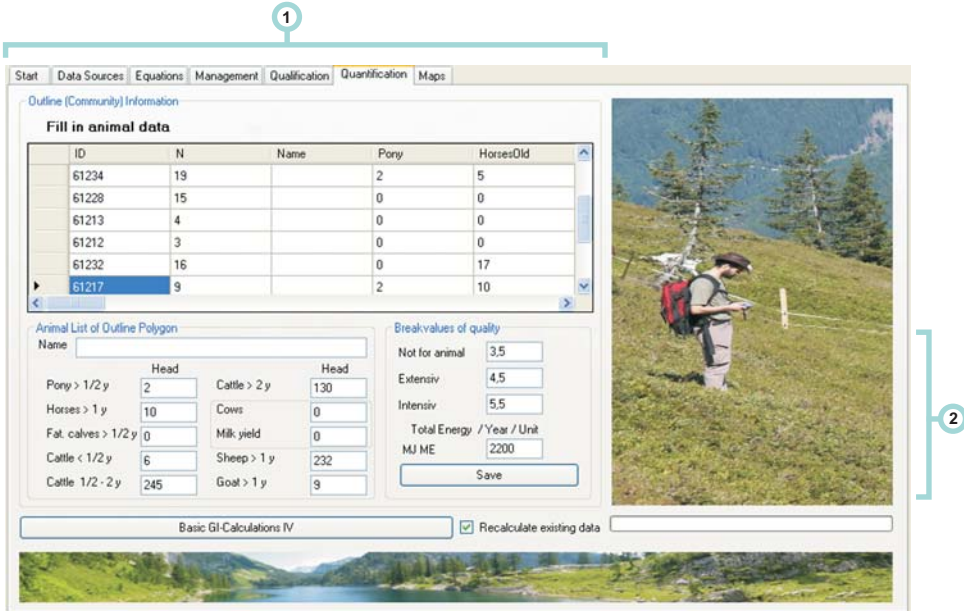 1
Start Data Sources Equations Management Qualification Quantification Maps
Outline (Community) Information
Fill in animal data
ID N Name Pony HorsesOld
61234 19 2 5
61228 15 0 0
61213 4 0 0
61212 3 0 0
61232 16 0 17
61217 9 2 10
Animal List of Outline Polygon
Name
Head Head
Pony > 1/2 y 2 Cattle > 2 y 130
Horses > 1 y 10 Cows 0
Fat. calves > 1/2 y 0 Milk yield 0
Cattle < 1/2 y 6 Sheep > 1 y 232
Cattle 1/2 - 2 y 245 Goat > 1 y 9
Breakvalues of quality
Not for animal 3,5
Extensiv 4,5
Intensiv 5,5
Total Energy / Year / Unit
MJ ME 2200
Save
2
Basic GI-Calculations IV
Recalculate existing data